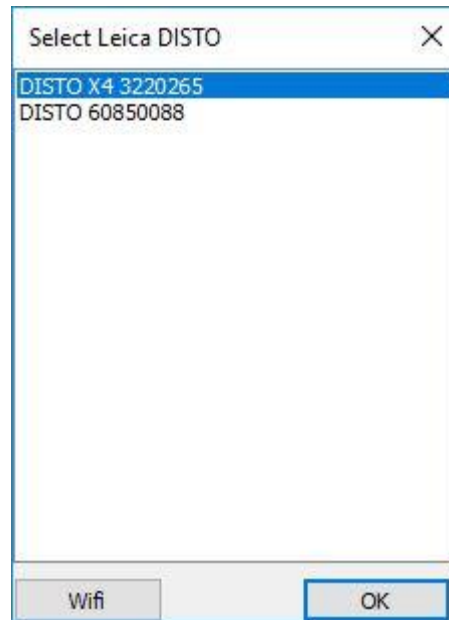 Select Leica DISTO
DISTO X4 3220265
DISTO 60850088
Wifi
OK